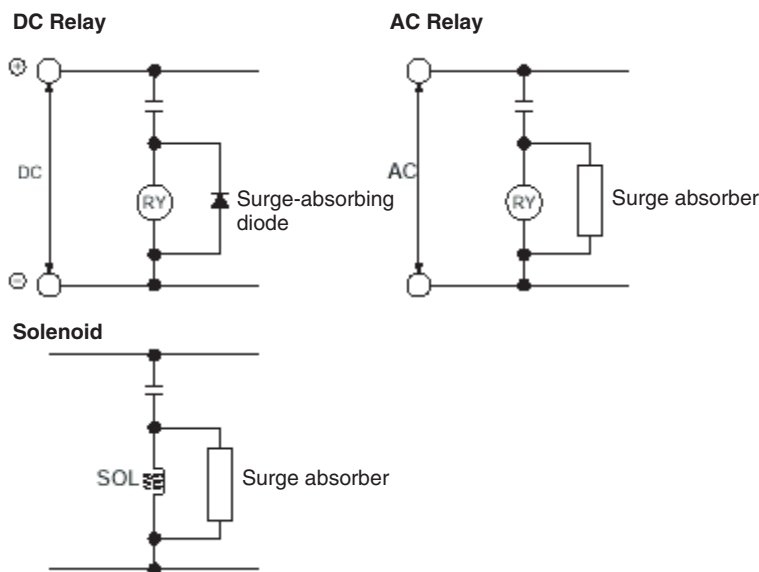 DC Relay
AC Relay
⊕
DC
RY
Surge-absorbing
diode
⊖
AC
RY
Surge absorber
Solenoid
SOL
Surge absorber